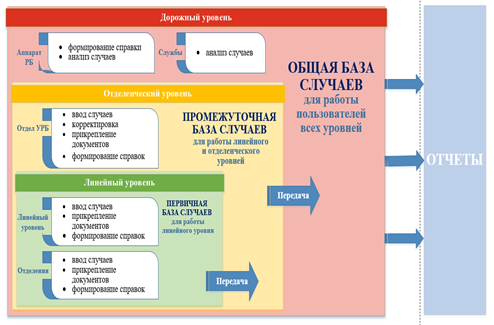 Дорожный уровень
Аппарат
РБ
формирование справки
анализ случаев
Службы
анализ случаев
ОБЩАЯ БАЗА
СЛУЧАЕВ
для работы
пользователей
всех уровней
Отделенческий уровень
Отдел УРБ
ввод случаев
корректировка
прикрепление
документов
формирование справок
ПРОМЕЖУТОЧНАЯ
БАЗА СЛУЧАЕВ
для работы линейного
и отделенческого
уровней
Линейный уровень
Линейный
уровень
ввод случаев
прикрепление
документов
формирование справок
ПЕРВИЧНАЯ
БАЗА СЛУЧАЕВ
для работы
линейного уровня
Отделения
ввод случаев
прикрепление
документов
формирование справок
Передача
Передача
ОТЧЕТЫ